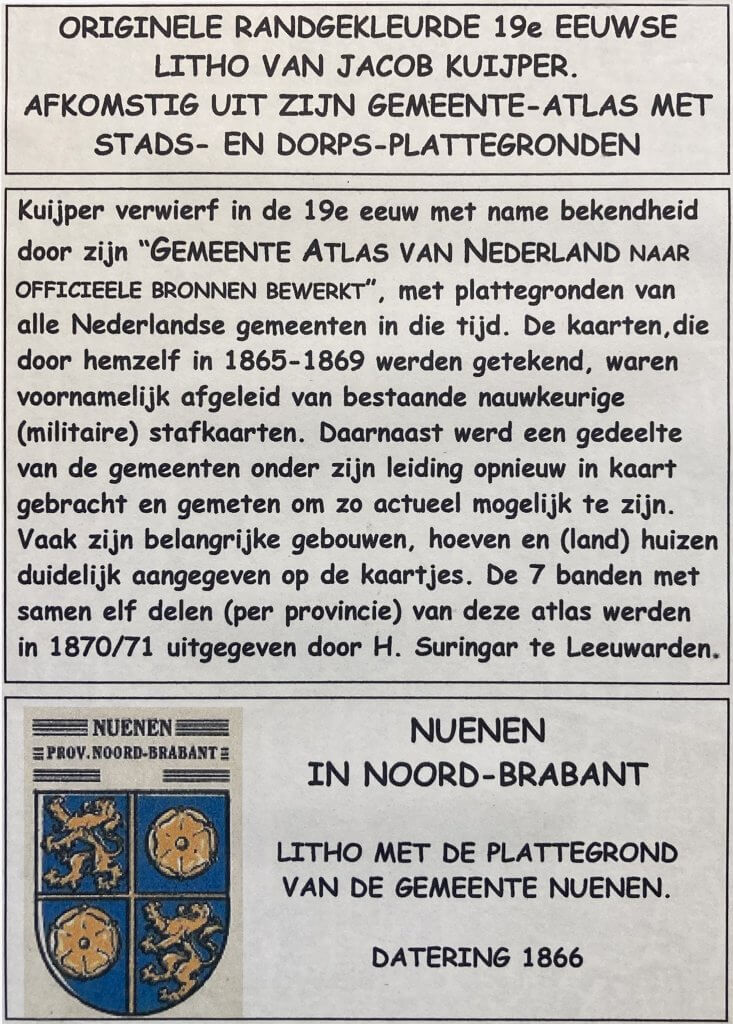 ORIGINELE RANDGEKLEURDE 19e EEUWSE
LITHO VAN JACOB KUIJPER.
AFKOMSTIG UIT ZIJN GEMEENTE-ATLAS MET
STADS- EN DORPS-PLATTEGRONDEN
Kuijper verwierf in de 19e eeuw met name bekendheid
door zijn “GEMEENTE ATLAS VAN NEDERLAND NAAR
OFFICIEELE BRONNEN BEWERKT”, met plattegronden van
alle Nederlandse gemeenten in die tijd. De kaarten,die
door hemzelf in 1865-1869 werden getekend, waren
voornamelijk afgeleid van bestaande nauwkeurige
(militaire) stafkaarten. Daarnaast werd een gedeelte
van de gemeenten onder zijn leiding opnieuw in kaart
gebracht en gemeten om zo actueel mogelijk te zijn.
Vaak zijn belangrijke gebouwen, hoeven en (land) huizen
duidelijk aangegeven op de kaartjes. De 7 banden met
samen elf delen (per provincie) van deze atlas werden
in 1870/71 uitgegeven door H. Suringar te Leeuwarden.
NUENEN
PROV. NOORD-BRABANT
NUENEN
IN NOORD-BRABANT
LITHO MET DE PLATTEGROND
VAN DE GEMEENTE NUENEN.
DATERING 1866